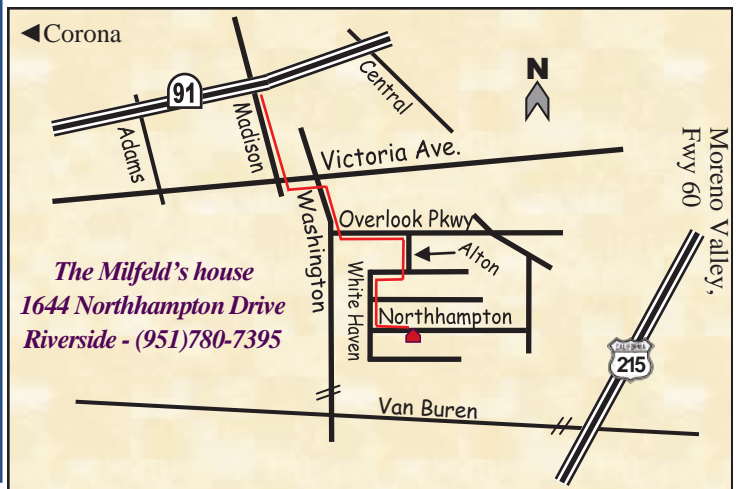 ◄Corona
91
Central
N
Adams
Madison
Victoria Ave.
Moreno Valley,
Fwy 60
Washington
Overlook Pkwy
Alton
The Milfeld's house
1644 Northhampton Drive
Riverside - (951)780-7395
White Haven
Northhampton
CALIFORNIA
215
Van Buren